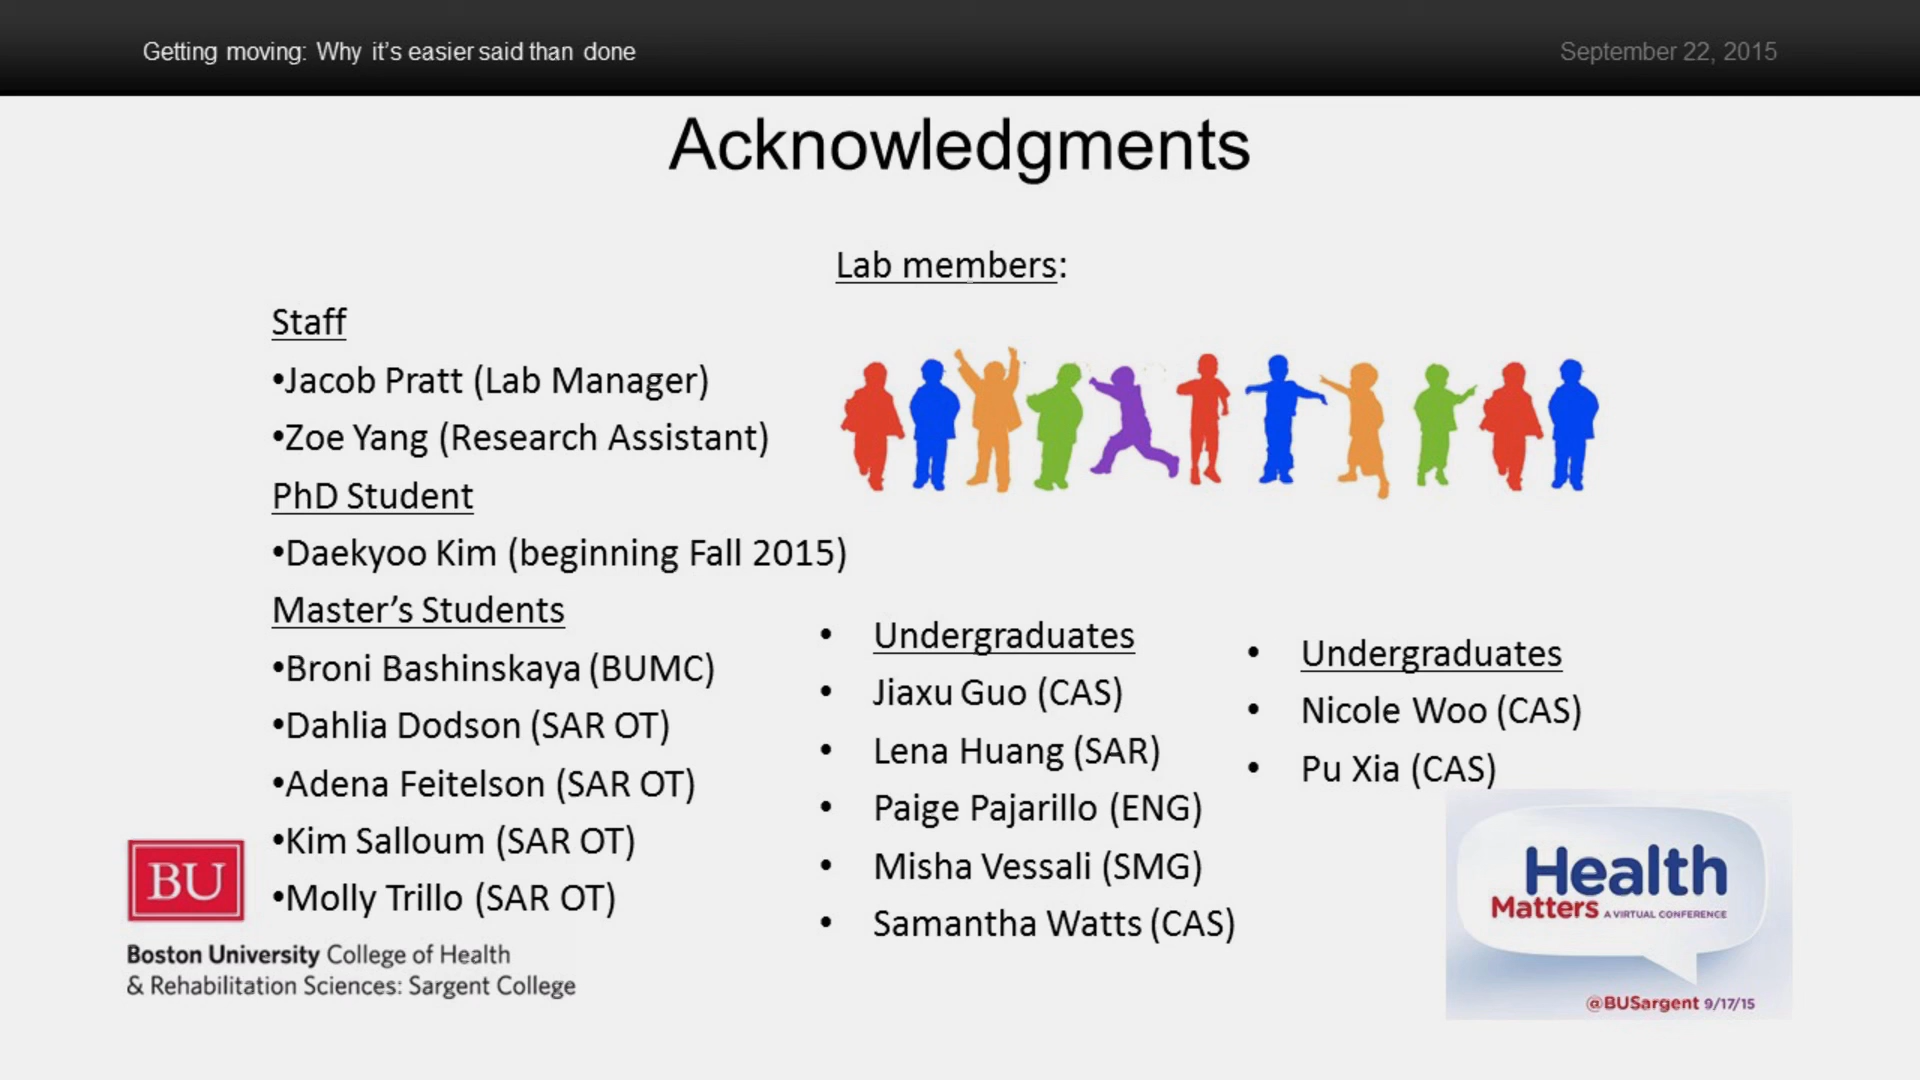 Getting moving: Why it's easier said than done
September 22, 2015
Acknowledgments
Lab members:
Staff
•Jacob Pratt (Lab Manager)
•Zoe Yang (Research Assistant)
PhD Student
•Daekyoo Kim (beginning Fall 2015)
Master's Students
•Broni Bashinskaya (BUMC)
•Dahlia Dodson (SAR OT)
•Adena Feitelson (SAR OT)
•Kim Salloum (SAR OT)
•Molly Trillo (SAR OT)
• Undergraduates
• Jiaxu Guo (CAS)
• Lena Huang (SAR)
• Paige Pajarillo (ENG)
• Misha Vessali (SMG)
• Samantha Watts (CAS)
• Undergraduates
• Nicole Woo (CAS)
• Pu Xia (CAS)
BU
Boston University College of Health
& Rehabilitation Sciences: Sargent College
Health
Matters A VIRTUAL CONFERENCE
@BUSargent 9/17/15